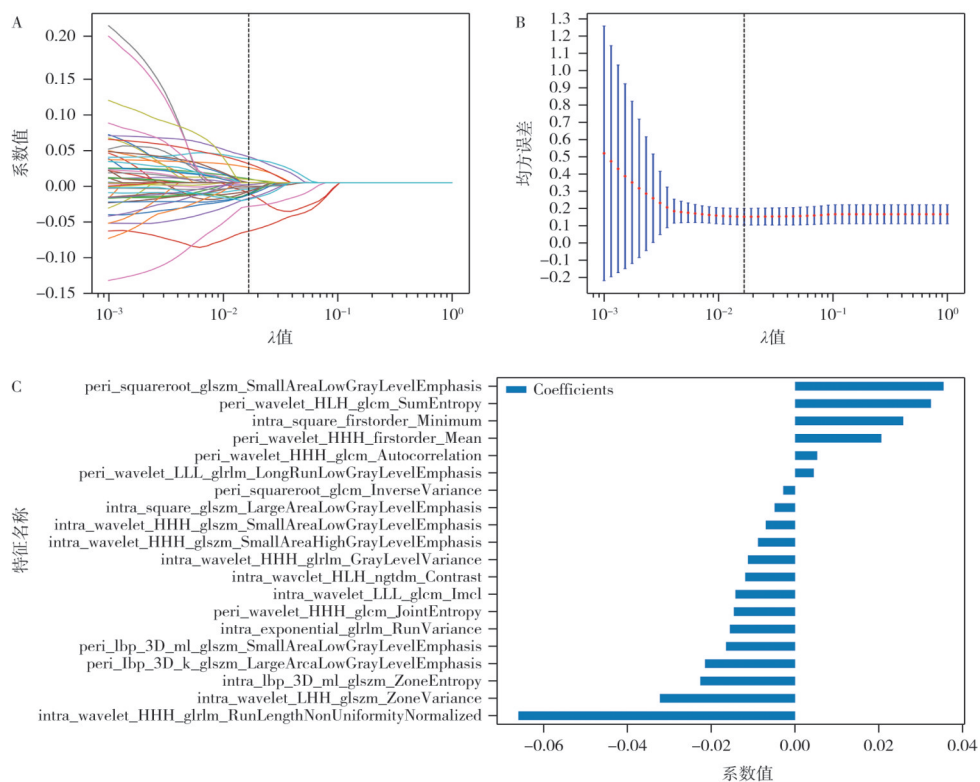 A
0.20
0.15
0.10
0.05
0.00
−0.05
−0.10
−0.15
系数值
10⁻³
10⁻²
10⁻¹
10⁰
λ值
B
1.3
1.2
1.1
1.0
0.9
0.8
0.7
0.6
0.5
0.4
0.3
0.2
0.1
0.0
−0.1
−0.2
均方误差
10⁻³
10⁻²
10⁻¹
10⁰
λ值
C
peri_squareroot_glszm_SmallAreaLowGrayLevelEmphasis
peri_wavelet_HLH_glcm_SumEntropy
intra_square_firstorder_Minimum
peri_wavelet_HHH_firstorder_Mean
peri_wavelet_HHH_glcm_Autocorrelation
peri_wavelet_LLL_glrlm_LongRunLowGrayLevelEmphasis
peri_squareroot_glcm_InverseVariance
intra_square_glszm_LargeAreaLowGrayLevelEmphasis
intra_wavelet_HHH_glszm_SmallAreaLowGrayLevelEmphasis
intra_wavelet_HHH_glszm_SmallAreaHighGrayLevelEmphasis
intra_wavelet_HHH_glrlm_GrayLevelVariance
intra_wavclet_HLH_ngtdm_Contrast
intra_wavelet_LLL_glcm_Imcl
peri_wavelet_HHH_glcm_JointEntropy
intra_exponential_glrlm_RunVariance
peri_lbp_3D_ml_glszm_SmallAreaLowGrayLevelEmphasis
peri_Ibp_3D_k_glszm_LargeArcaLowGrayLevelEmphasis
intra_lbp_3D_ml_glszm_ZoneEntropy
intra_wavelet_LHH_glszm_ZoneVariance
intra_wavelet_HHH_glrlm_RunLengthNonUniformityNormalized
特征名称
Coefficients
−0.06
−0.04
−0.02
0.00
0.02
0.04
系数值